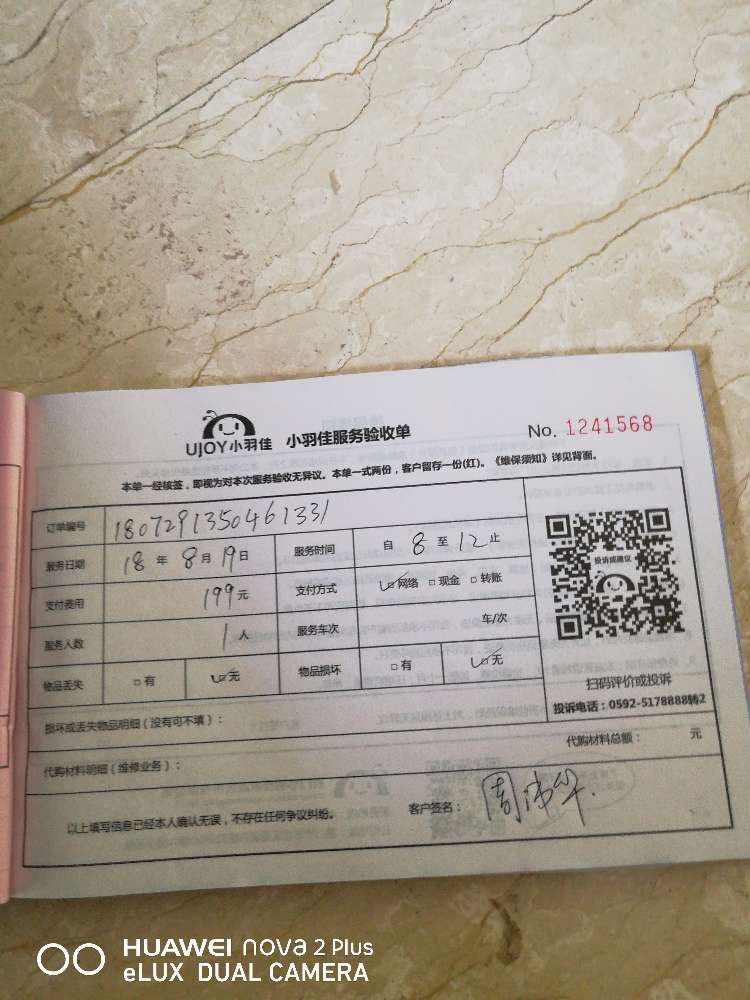 UJOY小羽佳 小羽佳服务验收单 No. 1241568
本单一经核签，即视为对本次服务验收无异议。本单一式两份，客户留存一份(红)。《维保须知》详见背面。
订单编号 1807291350461331
服务日期 18 年 8 月 19 日 服务时间 自 8 至 12 止
支付费用 199 元 支付方式 ☑网络 □现金 □转账
服务人数 1 人 服务车次 车/次
物品丢失 □有 ☑无 物品损坏 □有 ☑无
投诉或建议
扫码评价或投诉
投诉电话：0592-5178888转2
损坏或丢失物品明细（没有可不填）：
代购材料明细（维修业务）： 代购材料总额： 元
以上填写信息已经本人确认无误，不存在任何争议纠纷。 客户签名：
HUAWEI nova 2 Plus
eLUX DUAL CAMERA